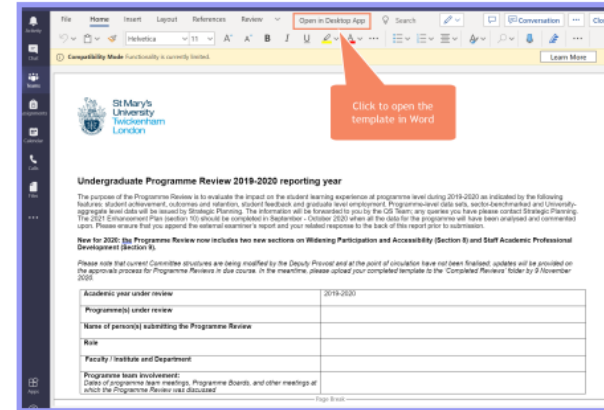 File Home Insert Layout References Review Open in Desktop App Search Conversation Clo
Activity
Helvetica 11 A A B I U A
Chat
Compatibility Mode Functionality is currently limited. Learn More
Teams
Click to open the
template in Word
St Mary's
University
Twickenham
London
Assignments
Calendar
Calls
Files
Undergraduate Programme Review 2019-2020 reporting year
The purpose of the Programme Review is to evaluate the impact on the student learning experience at programme level during 2019-2020 as indicated by the following
features: student achievement, outcomes and retention, student feedback and graduate level employment. Programme-level data sets, sector-benchmarked and University-
aggregate level data will be issued by Strategic Planning. The information will be forwarded to you by the QS Team; any queries you have please contact Strategic Planning.
The 2021 Enhancement Plan (section 10) should be completed in September - October 2020 when all the data for the programme will have been analysed and commented
upon. Please ensure that you append the external examiner's report and your related response to the back of this report prior to submission.
New for 2020: the Programme Review now includes two new sections on Widening Participation and Accessibility (Section 8) and Staff Academic Professional
Development (Section 9).
Please note that current Committee structures are being modified by the Deputy Provost and at the point of circulation have not been finalised; updates will be provided on
the approvals process for Programme Reviews in due course. In the meantime, please upload your completed template to the 'Completed Reviews' folder by 9 November
2020.
Academic year under review 2019-2020
Programme(s) under review
Name of person(s) submitting the Programme Review
Role
Faculty / Institute and Department
Programme team involvement:
Dates of programme team meetings, Programme Boards, and other meetings at
which the Programme Review was discussed
Page Break
Apps